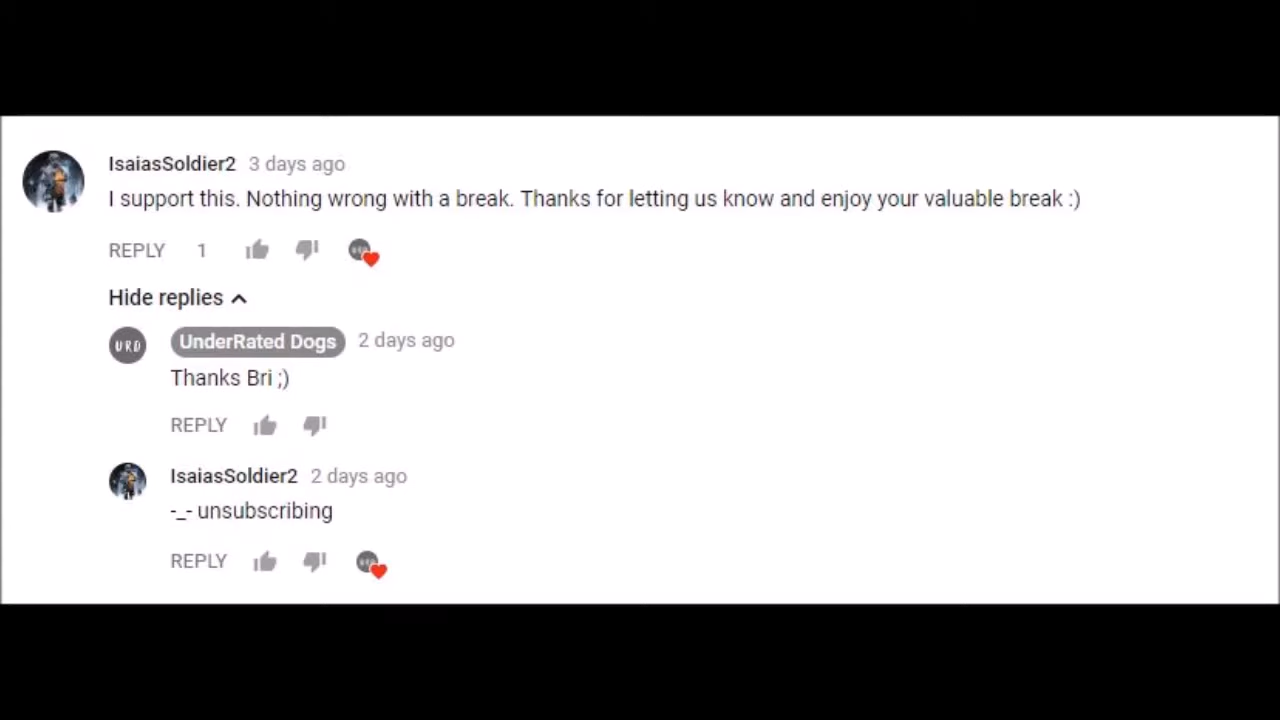 IsaiasSoldier2 3 days ago
I support this. Nothing wrong with a break. Thanks for letting us know and enjoy your valuable break :)
REPLY 1
Hide replies
URD UnderRated Dogs 2 days ago
Thanks Bri ;)
REPLY
IsaiasSoldier2 2 days ago
-_- unsubscribing
REPLY